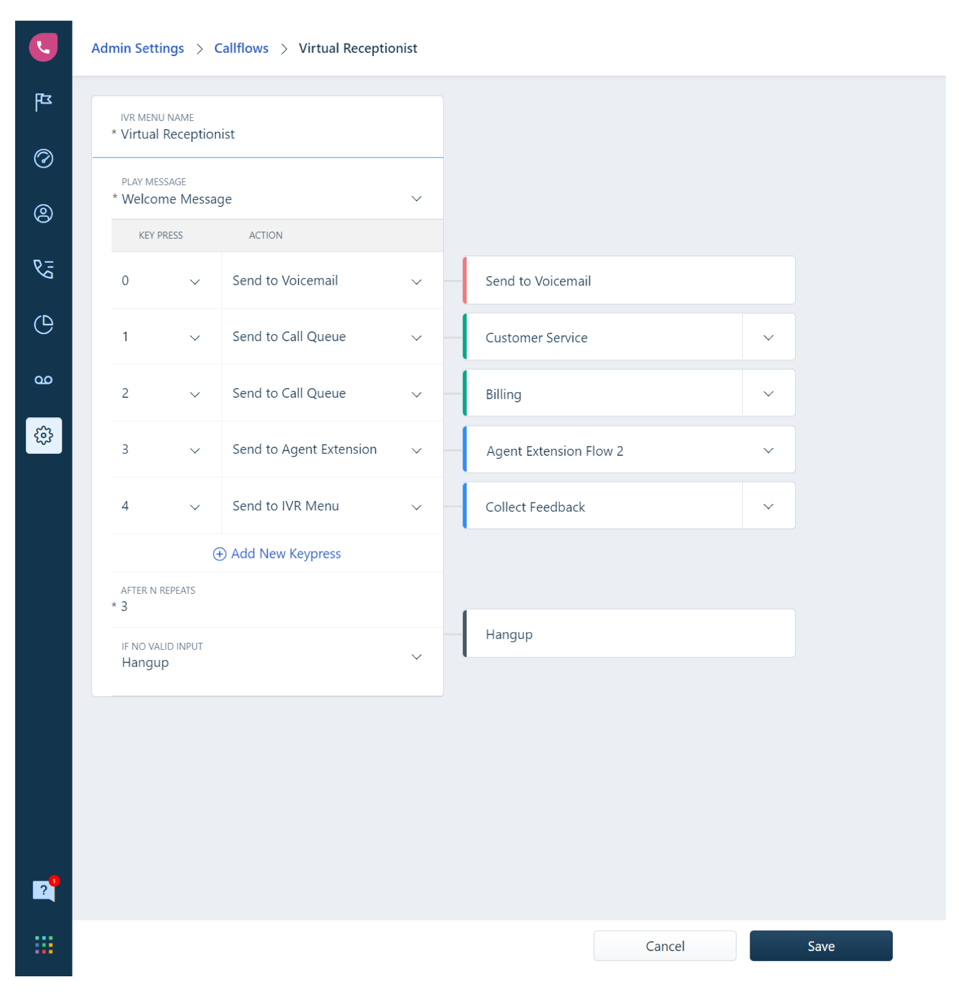 Admin Settings > Callflows > Virtual Receptionist
IVR MENU NAME
* Virtual Receptionist
PLAY MESSAGE
* Welcome Message
KEY PRESS ACTION
0 Send to Voicemail Send to Voicemail
1 Send to Call Queue Customer Service
2 Send to Call Queue Billing
3 Send to Agent Extension Agent Extension Flow 2
4 Send to IVR Menu Collect Feedback
Add New Keypress
AFTER N REPEATS
* 3
Hangup
IF NO VALID INPUT
Hangup
? 1
Cancel Save